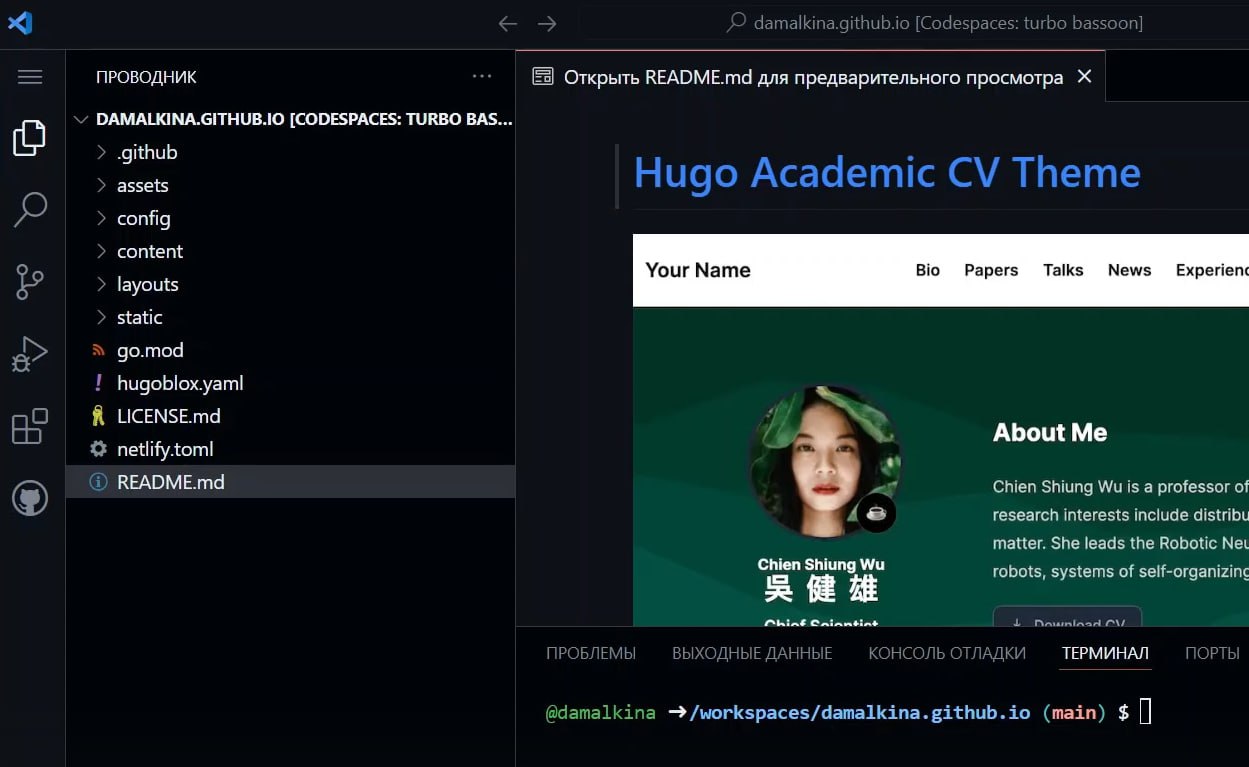 damalkina.github.io [Codespaces: turbo bassoon]
ПРОВОДНИК
DAMALKINA.GITHUB.IO [CODESPACES: TURBO BAS...
.github
assets
config
content
layouts
static
go.mod
hugoblox.yaml
LICENSE.md
netlify.toml
README.md
Открыть README.md для предварительного просмотра
Hugo Academic CV Theme
Your Name Bio Papers Talks News Experienc
About Me
Chien Shiung Wu is a professor of
research interests include distribu
matter. She leads the Robotic Neu
robots, systems of self-organizing
Download CV
Chien Shiung Wu
吳健雄
Chief Scientist
ПРОБЛЕМЫ ВЫХОДНЫЕ ДАННЫЕ КОНСОЛЬ ОТЛАДКИ ТЕРМИНАЛ ПОРТЫ
@damalkina ➜/workspaces/damalkina.github.io (main) $